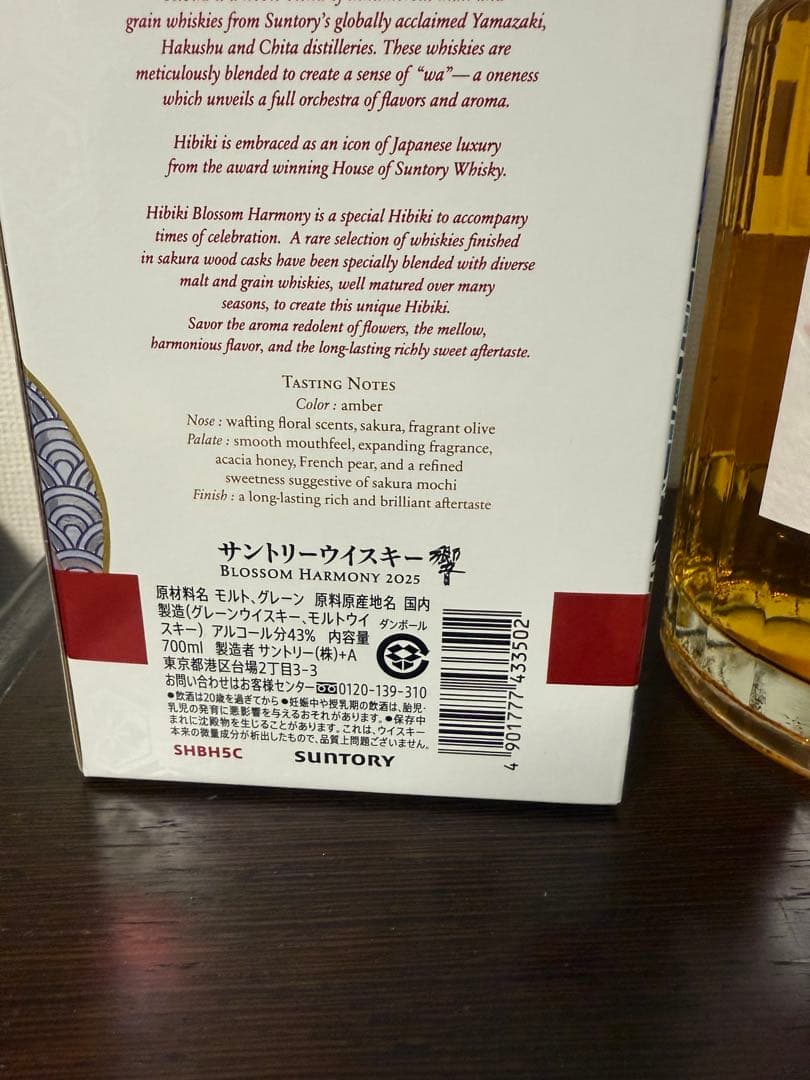 grain whiskies from Suntory's globally acclaimed Yamazaki,
Hakushu and Chita distilleries. These whiskies are
meticulously blended to create a sense of "wa"—a oneness
which unveils a full orchestra of flavors and aroma.
Hibiki is embraced as an icon of Japanese luxury
from the award winning House of Suntory Whisky.
Hibiki Blossom Harmony is a special Hibiki to accompany
times of celebration. A rare selection of whiskies finished
in sakura wood casks have been specially blended with diverse
malt and grain whiskies, well matured over many
seasons, to create this unique Hibiki.
Savor the aroma redolent of flowers, the mellow,
harmonious flavor, and the long-lasting richly sweet aftertaste.
TASTING NOTES
Color : amber
Nose : wafting floral scents, sakura, fragrant olive
Palate : smooth mouthfeel, expanding fragrance,
acacia honey, French pear, and a refined
sweetness suggestive of sakura mochi
Finish : a long-lasting rich and brilliant aftertaste
サントリーウイスキー 響
BLOSSOM HARMONY 2025
原材料名 モルト、グレーン 原料原産地名 国内
製造(グレーンウイスキー、モルトウイ
スキー) アルコール分43% 内容量
700ml 製造者 サントリー(株)+A
東京都港区台場2丁目3-3
お問い合わせはお客様センター0120-139-310
●飲酒は20歳を過ぎてから●妊娠中や授乳期の飲酒は、胎児・
乳児の発育に悪影響を与えるおそれがあります。●保存中
まれに沈殿物を生じることがあります。これは、ウイスキー
本来の微量成分が析出したもので、品質上問題ございません。
ダンボール
SHBH5C
SUNTORY
4 901777 433502